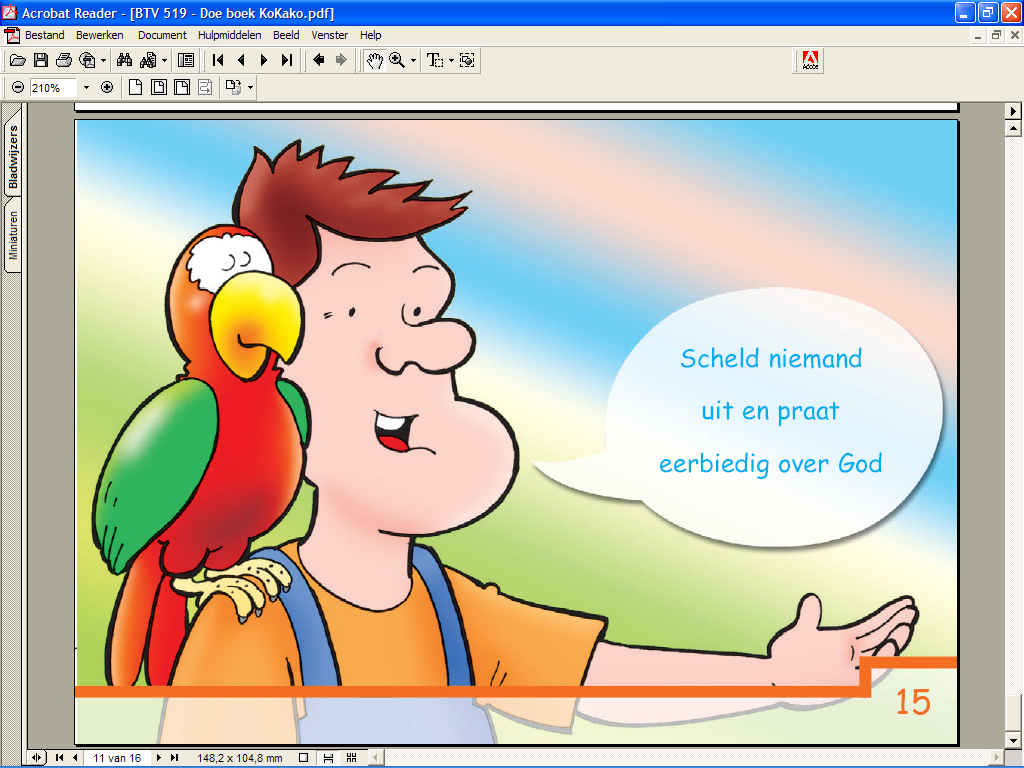 Acrobat Reader - [BTV 519 - Doe boek KoKako.pdf]
Bestand Bewerken Document Hulpmiddelen Beeld Venster Help
Adobe
210%
Bladwijzers
Miniaturen
Scheld niemand
uit en praat
eerbiedig over God
15
11 van 16 148,2 x 104,8 mm